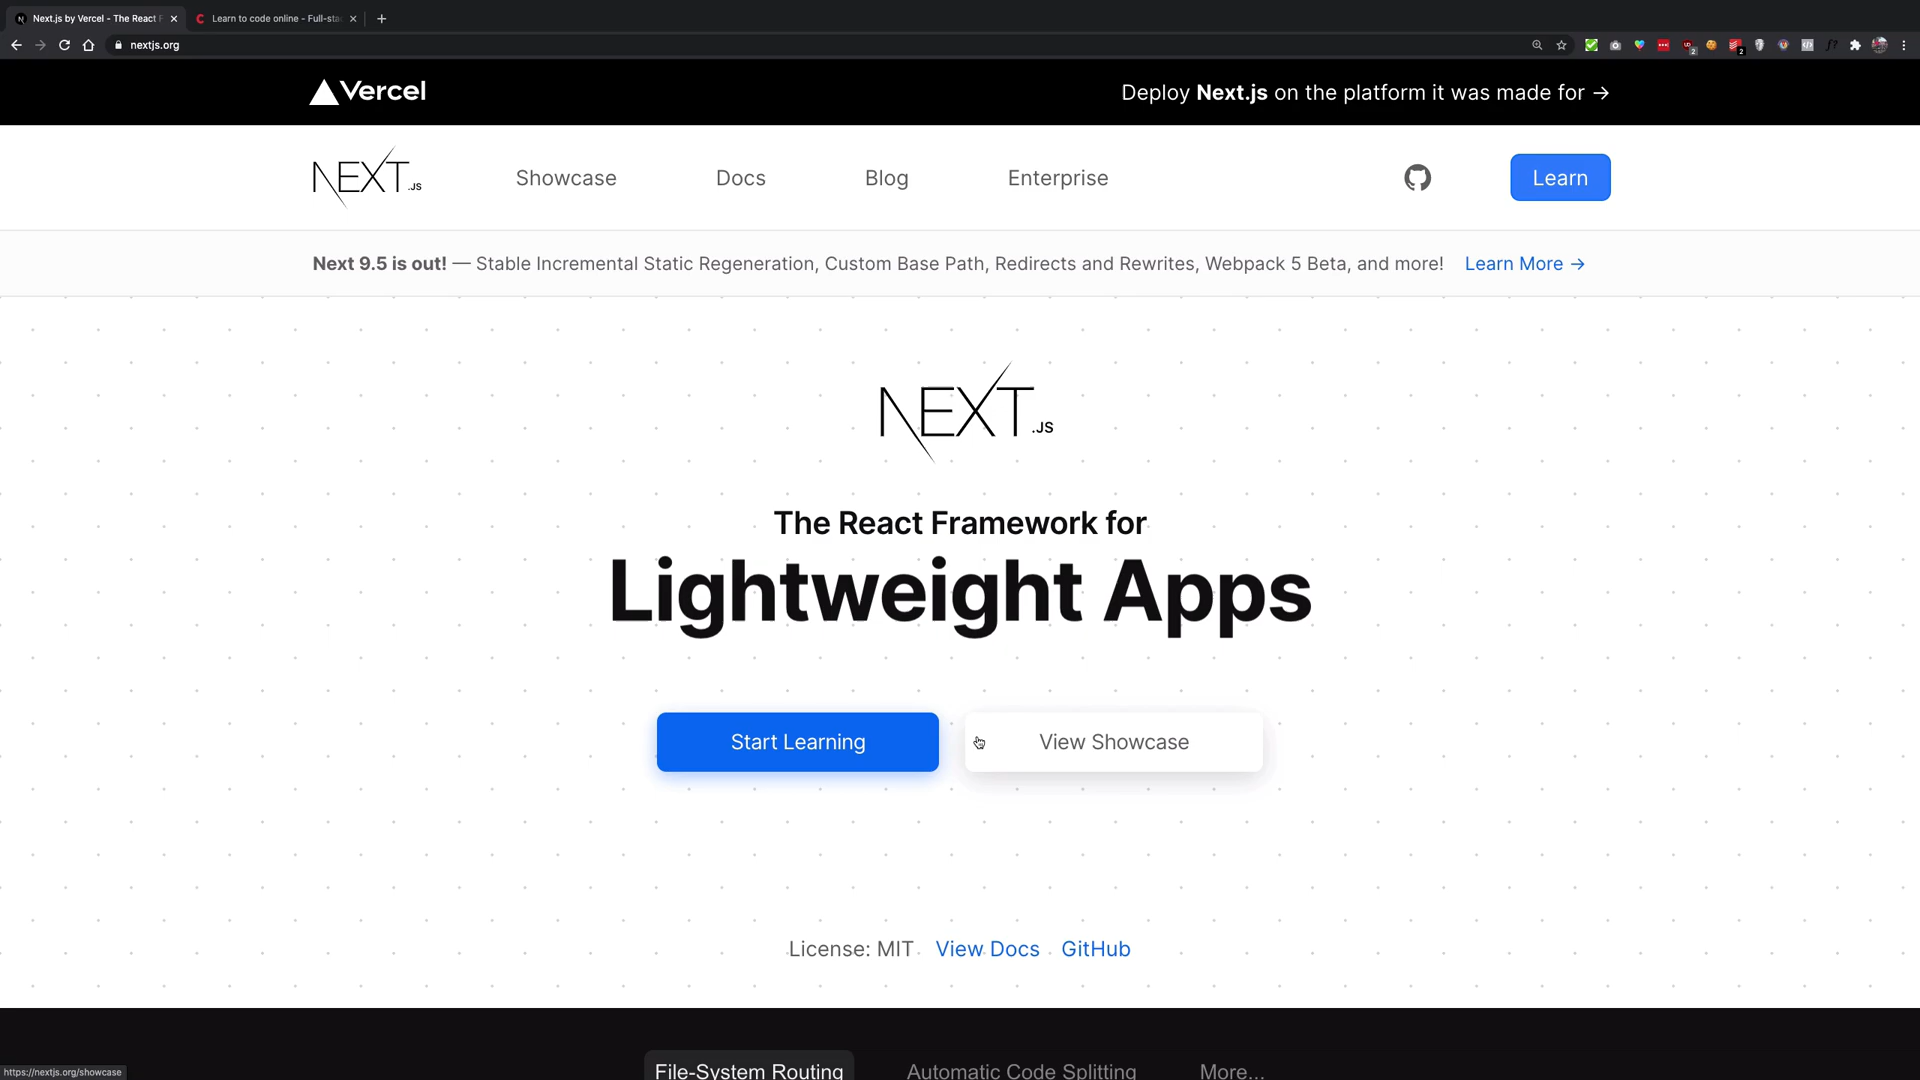 Next.js by Vercel - The React F
Learn to code online - Full-sta
nextjs.org
Vercel
Deploy Next.js on the platform it was made for →
NEXT.JS
Showcase
Docs
Blog
Enterprise
Learn
Next 9.5 is out! — Stable Incremental Static Regeneration, Custom Base Path, Redirects and Rewrites, Webpack 5 Beta, and more! Learn More →
NEXT.JS
The React Framework for
Lightweight Apps
Start Learning
View Showcase
License: MIT View Docs GitHub
File-System Routing
Automatic Code Splitting
More...
https://nextjs.org/showcase